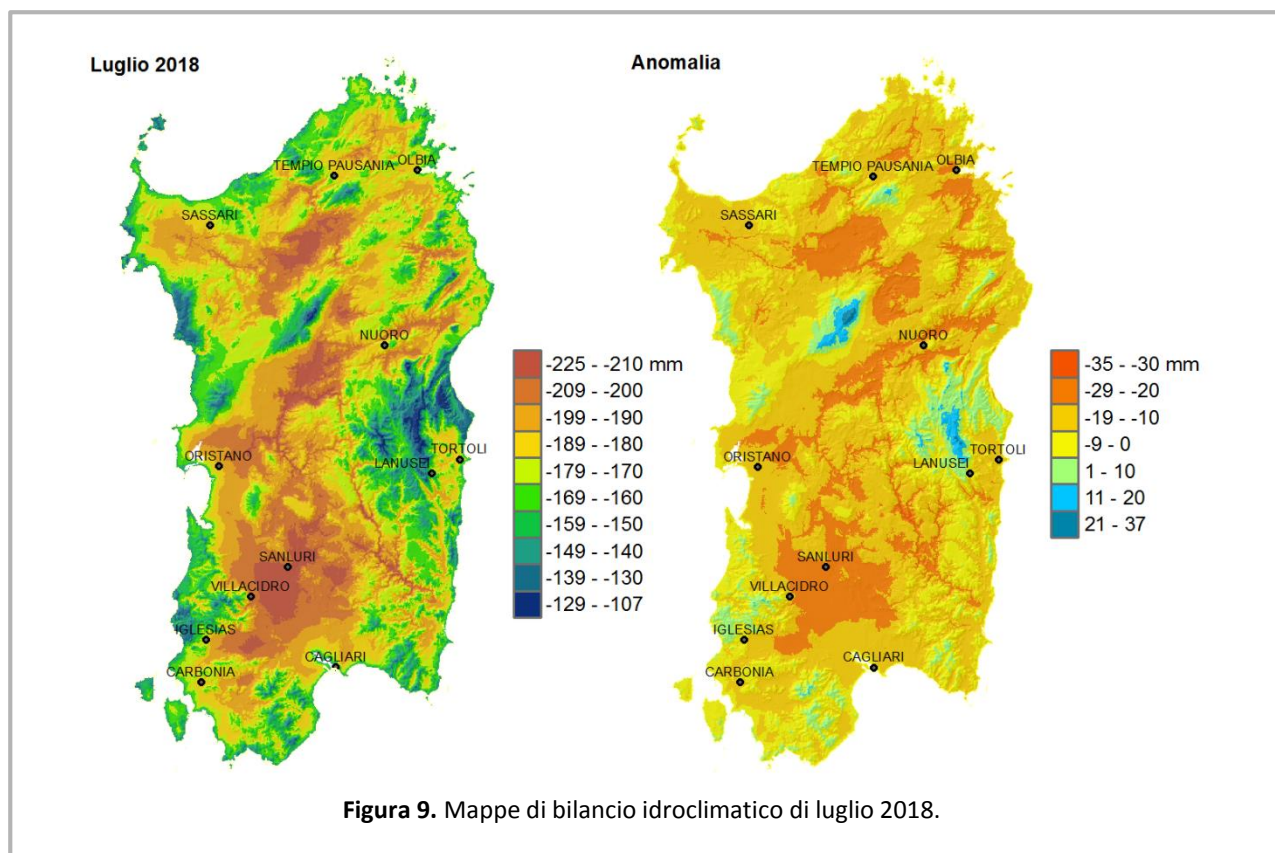 Luglio 2018
TEMPIO PAUSANIA
OLBIA
SASSARI
NUORO
ORISTANO
TORTOLI
LANUSEI
SANLURI
VILLACIDRO
IGLESIAS
CAGLIARI
CARBONIA
-225 - -210 mm
-209 - -200
-199 - -190
-189 - -180
-179 - -170
-169 - -160
-159 - -150
-149 - -140
-139 - -130
-129 - -107
Anomalia
TEMPIO PAUSANIA
OLBIA
SASSARI
NUORO
ORISTANO
TORTOLI
LANUSEI
SANLURI
VILLACIDRO
IGLESIAS
CAGLIARI
CARBONIA
-35 - -30 mm
-29 - -20
-19 - -10
-9 - 0
1 - 10
11 - 20
21 - 37
Figura 9. Mappe di bilancio idroclimatico di luglio 2018.